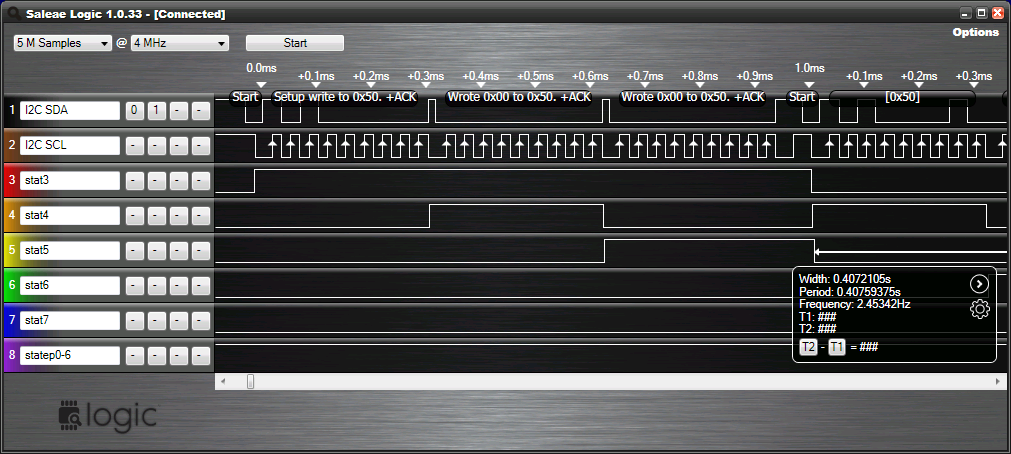 Saleae Logic 1.0.33 - [Connected]
Options
5 M Samples @ 4 MHz Start
0.0ms +0.1ms +0.2ms +0.3ms +0.4ms +0.5ms +0.6ms +0.7ms +0.8ms +0.9ms 1.0ms +0.1ms +0.2ms +0.3ms
Start Setup write to 0x50. +ACK Wrote 0x00 to 0x50. +ACK Wrote 0x00 to 0x50. +ACK Start [0x50]
1 I2C SDA 0 1 - -
2 I2C SCL - - - -
3 stat3 - - - -
4 stat4 - - - -
5 stat5 - - - -
6 stat6 - - - -
7 stat7 - - - -
8 statep0-6 - - - -
Width: 0.4072105s
Period: 0.40759375s
Frequency: 2.45342Hz
T1: ###
T2: ###
T2 - T1 = ###
logic